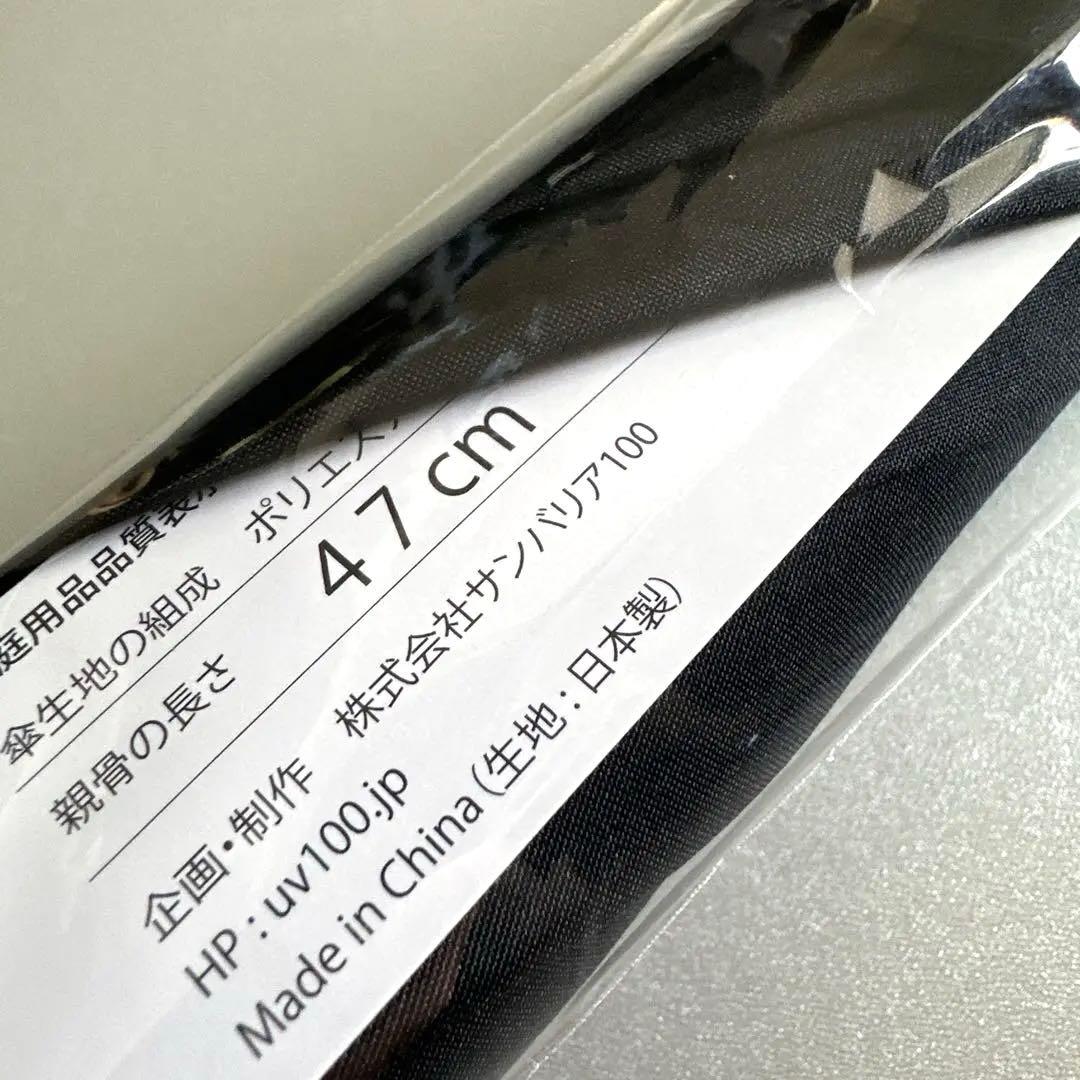 庭用品品質表示
傘生地の組成 ポリエス
親骨の長さ 47 cm
企画・制作 株式会社サンバリア100
HP : uv100.jp
Made in China (生地 : 日本製)